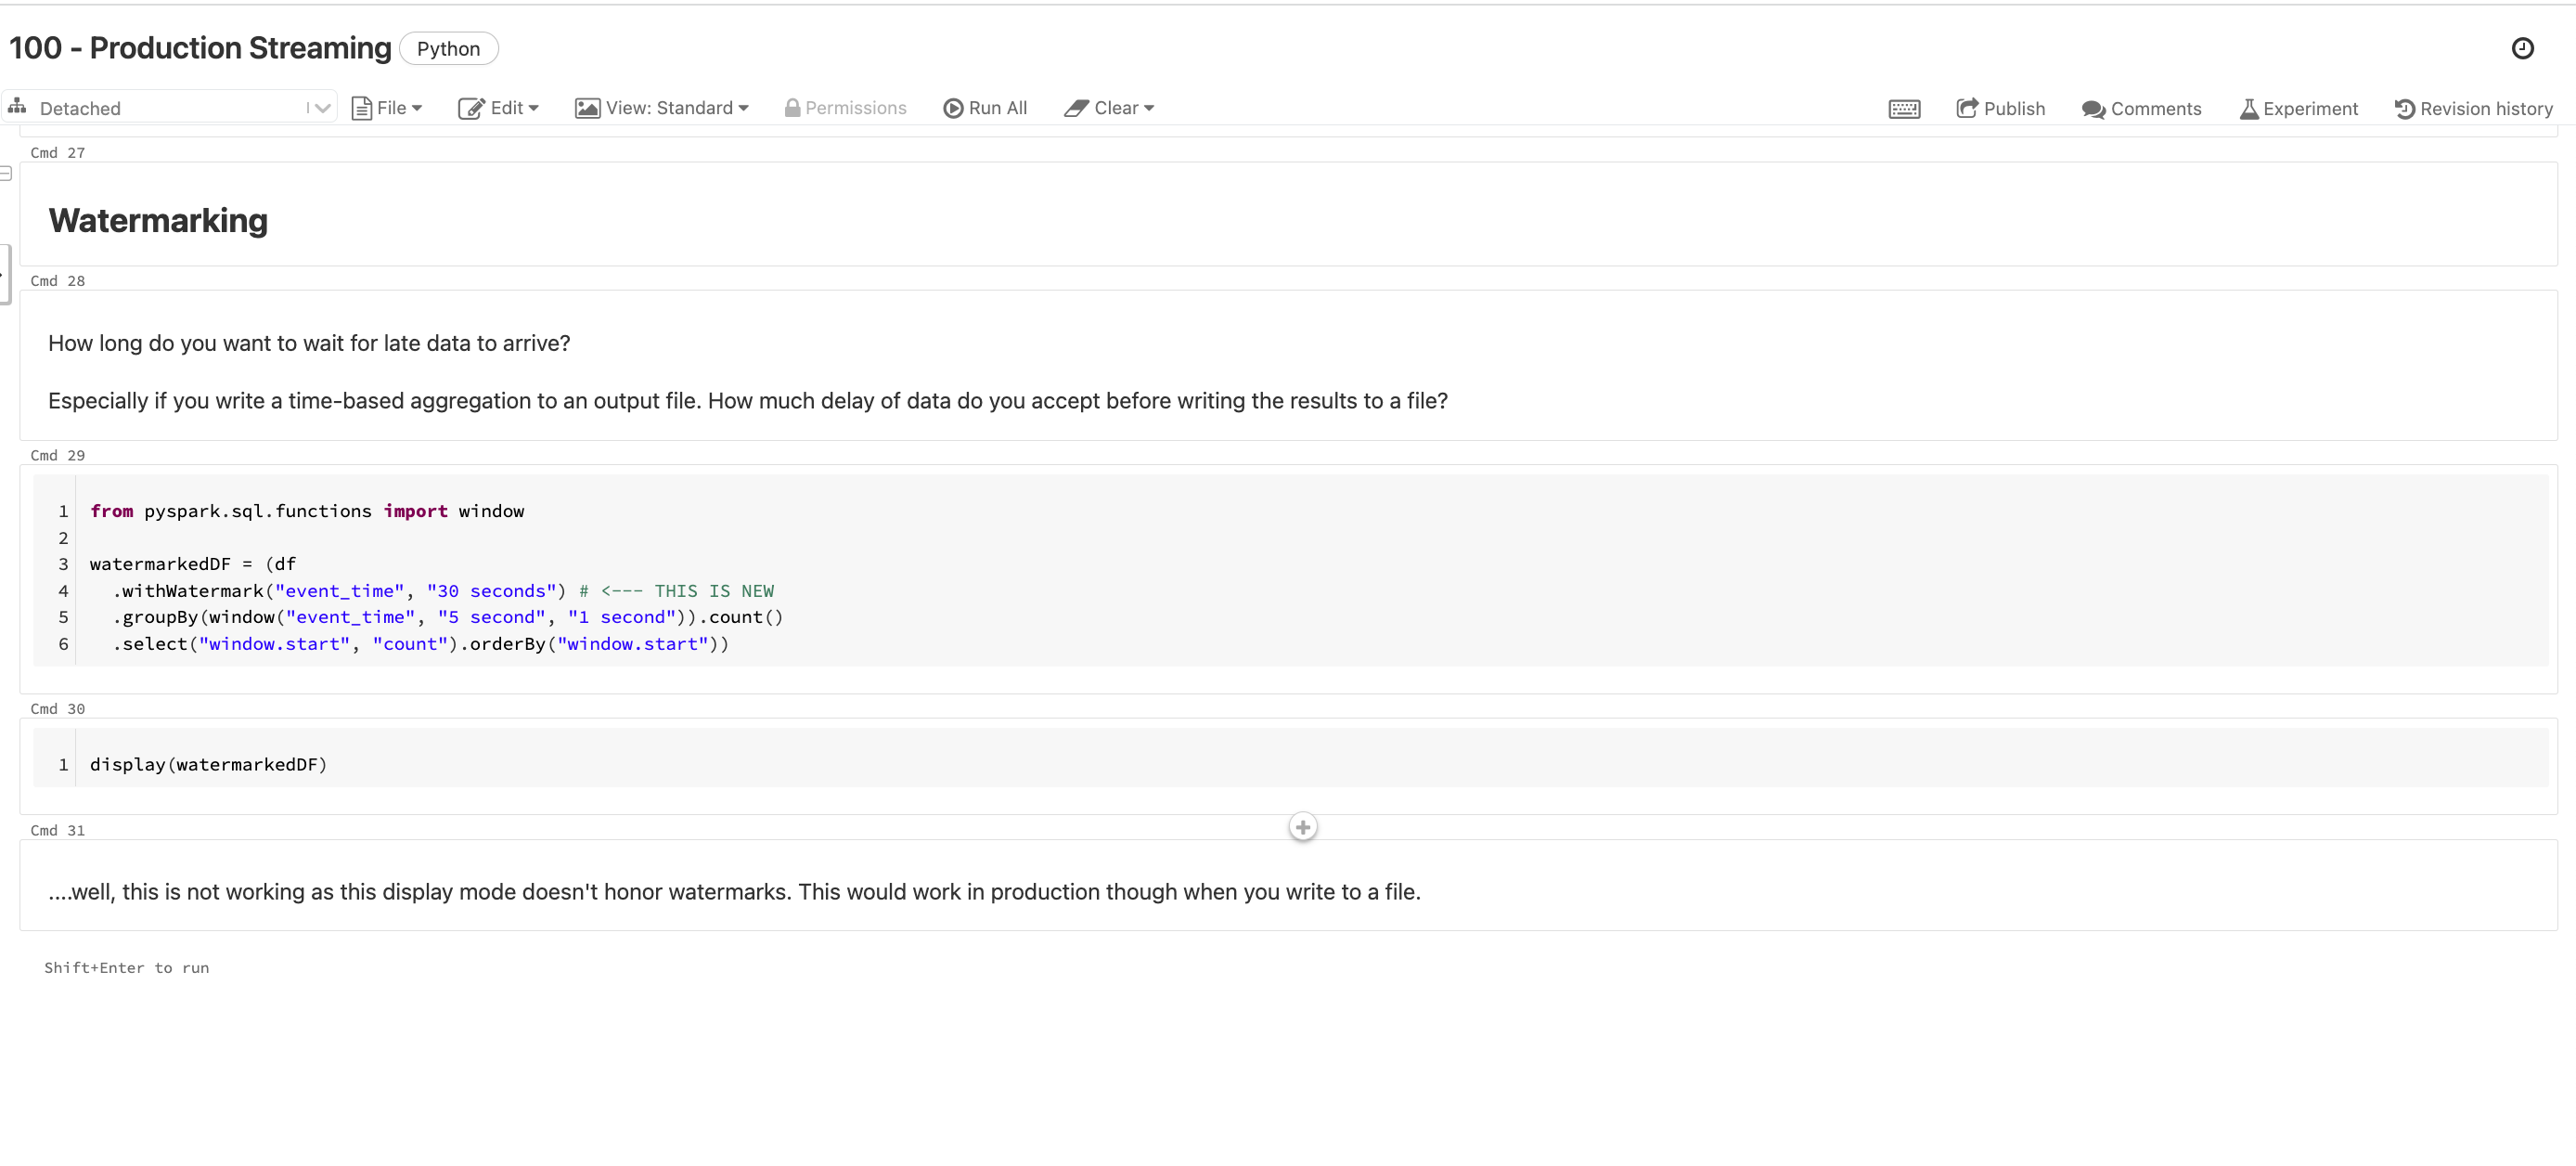 100 - Production Streaming Python
Detached File Edit View: Standard Permissions Run All Clear Publish Comments Experiment Revision history
Cmd 27
Watermarking
Cmd 28
How long do you want to wait for late data to arrive?
Especially if you write a time-based aggregation to an output file. How much delay of data do you accept before writing the results to a file?
Cmd 29
1 from pyspark.sql.functions import window
2
3 watermarkedDF = (df
4   .withWatermark("event_time", "30 seconds") # <--- THIS IS NEW
5   .groupBy(window("event_time", "5 second", "1 second")).count()
6   .select("window.start", "count").orderBy("window.start"))
Cmd 30
1 display(watermarkedDF)
Cmd 31
....well, this is not working as this display mode doesn't honor watermarks. This would work in production though when you write to a file.
Shift+Enter to run